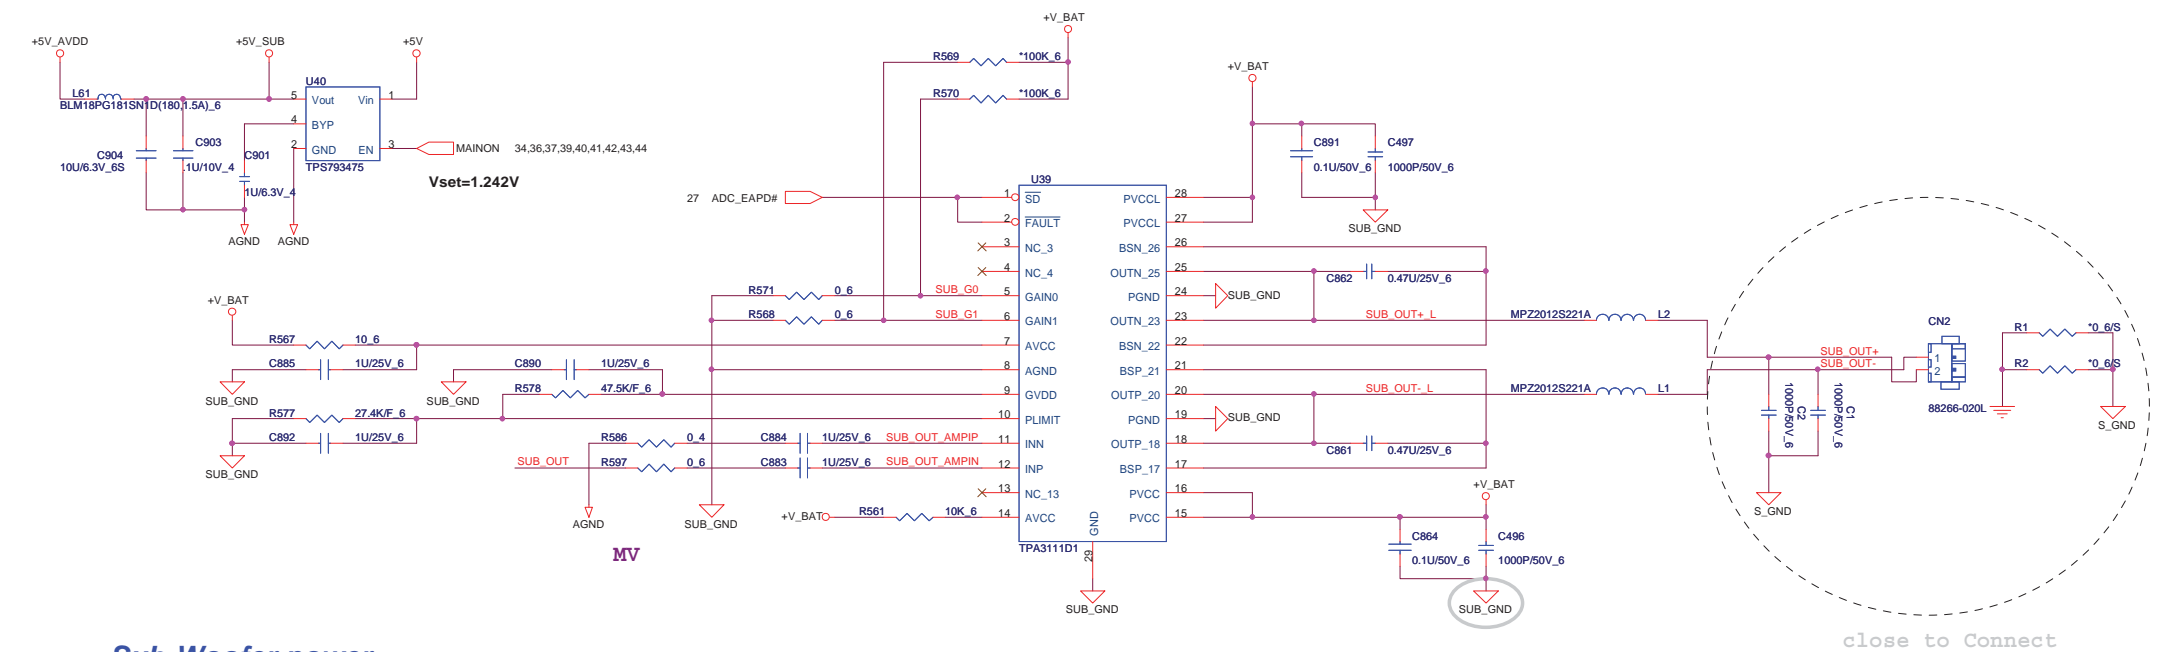 +5V_AVDD
+5V_SUB
+5V
L61
BLM18PG181SN1D(180,1.5A)_6
U40
5 Vout Vin 1
4 BYP
2 GND EN 3
TPS793475
MAINON 34,36,37,39,40,41,42,43,44
Vset=1.242V
C904
10U/6.3V_6S
C903
.1U/10V_4
C901
1U/6.3V_4
AGND
AGND
+V_BAT
R569 *100K_6
R570 *100K_6
27 ADC_EAPD#
R571 0_6 SUB_G0
R568 0_6 SUB_G1
+V_BAT
R567 10_6
C885 1U/25V_6
SUB_GND
C890 1U/25V_6
SUB_GND
R578 47.5K/F_6
R577 27.4K/F_6
C892 1U/25V_6
SUB_GND
R586 0_4 C884 1U/25V_6 SUB_OUT_AMPIP
SUB_OUT R597 0_6 C883 1U/25V_6 SUB_OUT_AMPIN
AGND
SUB_GND
+V_BAT R561 10K_6
MV
U39
1 SD PVCCL 28
2 FAULT PVCCL 27
3 NC_3 BSN_26 26
4 NC_4 OUTN_25 25
5 GAIN0 PGND 24
6 GAIN1 OUTN_23 23
7 AVCC BSN_22 22
8 AGND BSP_21 21
9 GVDD OUTP_20 20
10 PLIMIT PGND 19
11 INN OUTP_18 18
12 INP BSP_17 17
13 NC_13 PVCC 16
14 AVCC PVCC 15
GND
29
TPA3111D1
SUB_GND
+V_BAT
C891
0.1U/50V_6
C497
1000P/50V_6
SUB_GND
C862 0.47U/25V_6
SUB_GND
SUB_OUT+_L MPZ2012S221A L2
SUB_OUT-_L MPZ2012S221A L1
SUB_GND
C861 0.47U/25V_6
+V_BAT
C864
0.1U/50V_6
C496
1000P/50V_6
SUB_GND
SUB_OUT+
SUB_OUT-
CN2
1
2
88266-020L
C2
1000P/50V_6
C1
1000P/50V_6
S_GND
R1 *0_6/S
R2 *0_6/S
S_GND
close to Connect
Sub-Woofer power